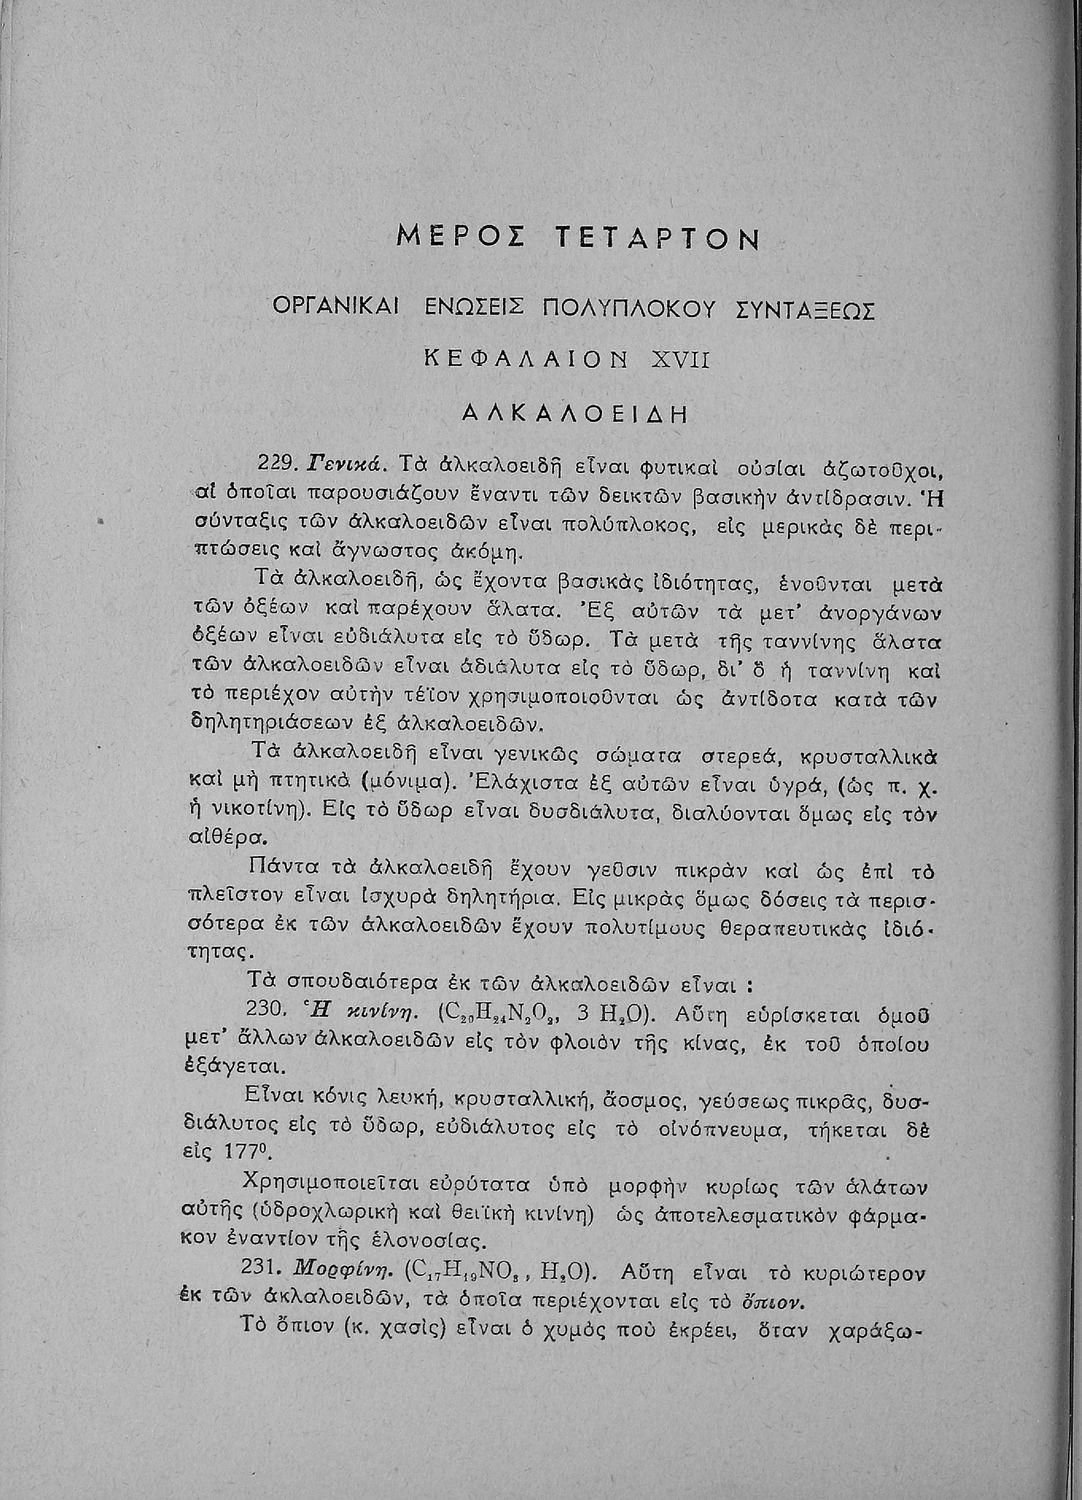 ΜΕΡΟΣ ΤΕΤΑΡΤΟΝ
ΟΡΓΑΝΙΚΑΙ ΕΝΩΣΕΙΣ ΠΟΛΥΠΛΟΚΟΥ ΣΥΝΤΑΞΕΩΣ
ΚΕΦΑΛΑΙΟΝ XVII
ΑΛΚΑΛΟΕΙΔΗ
229. Γενικά. Τὰ ἀλκαλοειδῆ εἶναι φυτικαὶ οὐσίαι ἀζωτοῦχοι,
αἱ ὁποῖαι παρουσιάζουν ἔναντι τῶν δεικτῶν βασικὴν ἀντίδρασιν. Ἡ
σύνταξις τῶν ἀλκαλοειδῶν εἶναι πολύπλοκος, εἰς μερικὰς δὲ περι-
πτώσεις καὶ ἄγνωστος ἀκόμη.
Τὰ ἀλκαλοειδῆ, ὡς ἔχοντα βασικὰς ἰδιότητας, ἑνοῦνται μετὰ
τῶν ὀξέων καὶ παρέχουν ἅλατα. Ἐξ αὐτῶν τὰ μετ' ἀνοργάνων
ὀξέων εἶναι εὐδιάλυτα εἰς τὸ ὕδωρ. Τὰ μετὰ τῆς ταννίνης ἅλατα
τῶν ἀλκαλοειδῶν εἶναι ἀδιάλυτα εἰς τὸ ὕδωρ, δι' ὃ ἡ ταννίνη καὶ
τὸ περιέχον αὐτὴν τέϊον χρησιμοποιοῦνται ὡς ἀντίδοτα κατὰ τῶν
δηλητηριάσεων ἐξ ἀλκαλοειδῶν.
Τὰ ἀλκαλοειδῆ εἶναι γενικῶς σώματα στερεά, κρυσταλλικὰ
καὶ μὴ πτητικὰ (μόνιμα). Ἐλάχιστα ἐξ αὐτῶν εἶναι ὑγρά, (ὡς π. χ.
ἡ νικοτίνη). Εἰς τὸ ὕδωρ εἶναι δυσδιάλυτα, διαλύονται ὅμως εἰς τὸν
αἰθέρα.
Πάντα τὰ ἀλκαλοειδῆ ἔχουν γεῦσιν πικρὰν καὶ ὡς ἐπὶ τὸ
πλεῖστον εἶναι ἰσχυρὰ δηλητήρια. Εἰς μικρὰς ὅμως δόσεις τὰ περισ-
σότερα ἐκ τῶν ἀλκαλοειδῶν ἔχουν πολυτίμους θεραπευτικὰς ἰδιό-
τητας.
Τὰ σπουδαιότερα ἐκ τῶν ἀλκαλοειδῶν εἶναι :
230. Ἡ κινίνη. (C₂₀H₂₄N₂O₂, 3 H₂O). Αὕτη εὑρίσκεται ὁμοῦ
μετ' ἄλλων ἀλκαλοειδῶν εἰς τὸν φλοιὸν τῆς κίνας, ἐκ τοῦ ὁποίου
ἐξάγεται.
Εἶναι κόνις λευκή, κρυσταλλική, ἄοσμος, γεύσεως πικρᾶς, δυσ-
διάλυτος εἰς τὸ ὕδωρ, εὐδιάλυτος εἰς τὸ οἰνόπνευμα, τήκεται δὲ
εἰς 177⁰.
Χρησιμοποιεῖται εὐρύτατα ὑπὸ μορφὴν κυρίως τῶν ἁλάτων
αὐτῆς (ὑδροχλωρικὴ καὶ θειϊκὴ κινίνη) ὡς ἀποτελεσματικὸν φάρμα-
κον ἐναντίον τῆς ἑλονοσίας.
231. Μορφίνη. (C₁₇H₁₉NO₃, H₂O). Αὕτη εἶναι τὸ κυριώτερον
ἐκ τῶν ἀκλαλοειδῶν, τὰ ὁποῖα περιέχονται εἰς τὸ ὄπιον.
Τὸ ὄπιον (κ. χασὶς) εἶναι ὁ χυμὸς ποὺ ἐκρέει, ὅταν χαράξω-